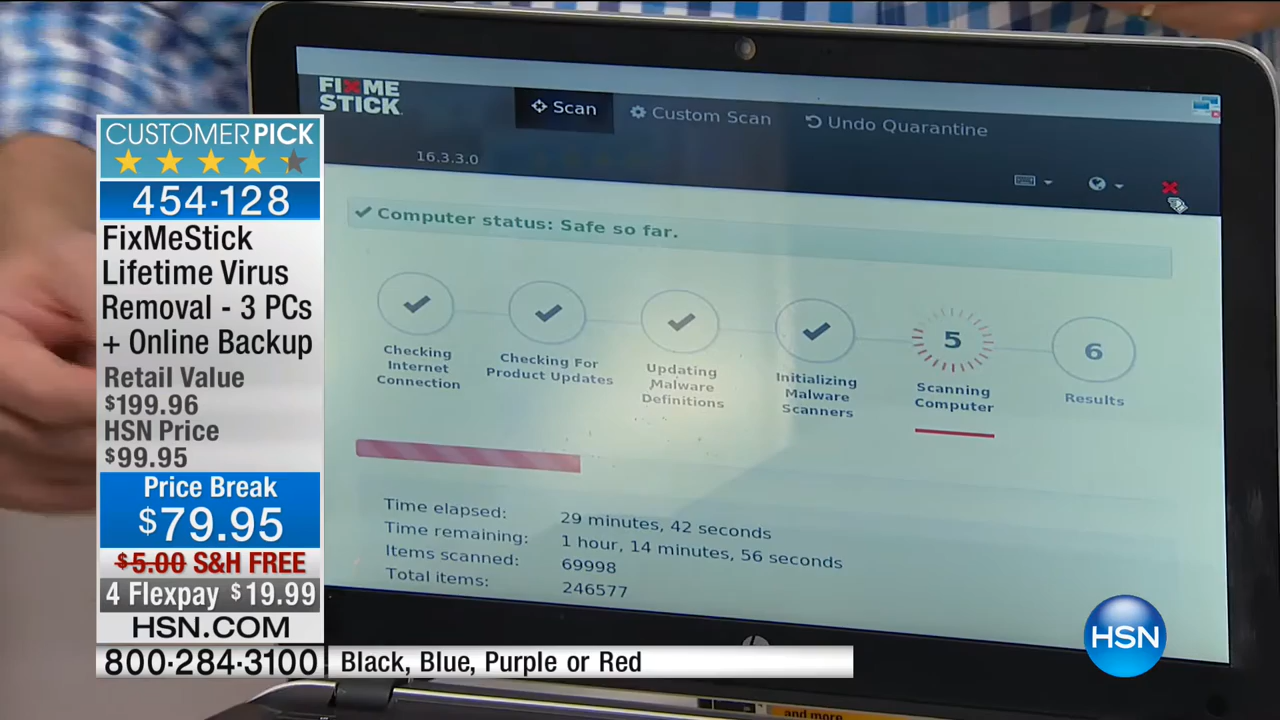 CUSTOMER PICK
454·128
FixMeStick
Lifetime Virus
Removal - 3 PCs
+ Online Backup
Retail Value
$199.96
HSN Price
$99.95
Price Break
$79.95
$5.00 S&H FREE
4 Flexpay $19.99
HSN.COM
800·284·3100
Black, Blue, Purple or Red
FIXME
STICK
Scan
Custom Scan
Undo Quarantine
16.3.3.0
Computer status: Safe so far.
Checking
Internet
Connection
Checking For
Product Updates
Updating
Malware
Definitions
Initializing
Malware
Scanners
5
Scanning
Computer
6
Results
Time elapsed: 29 minutes, 42 seconds
Time remaining: 1 hour, 14 minutes, 56 seconds
Items scanned: 69998
Total items: 246577
hp
and more
HSN